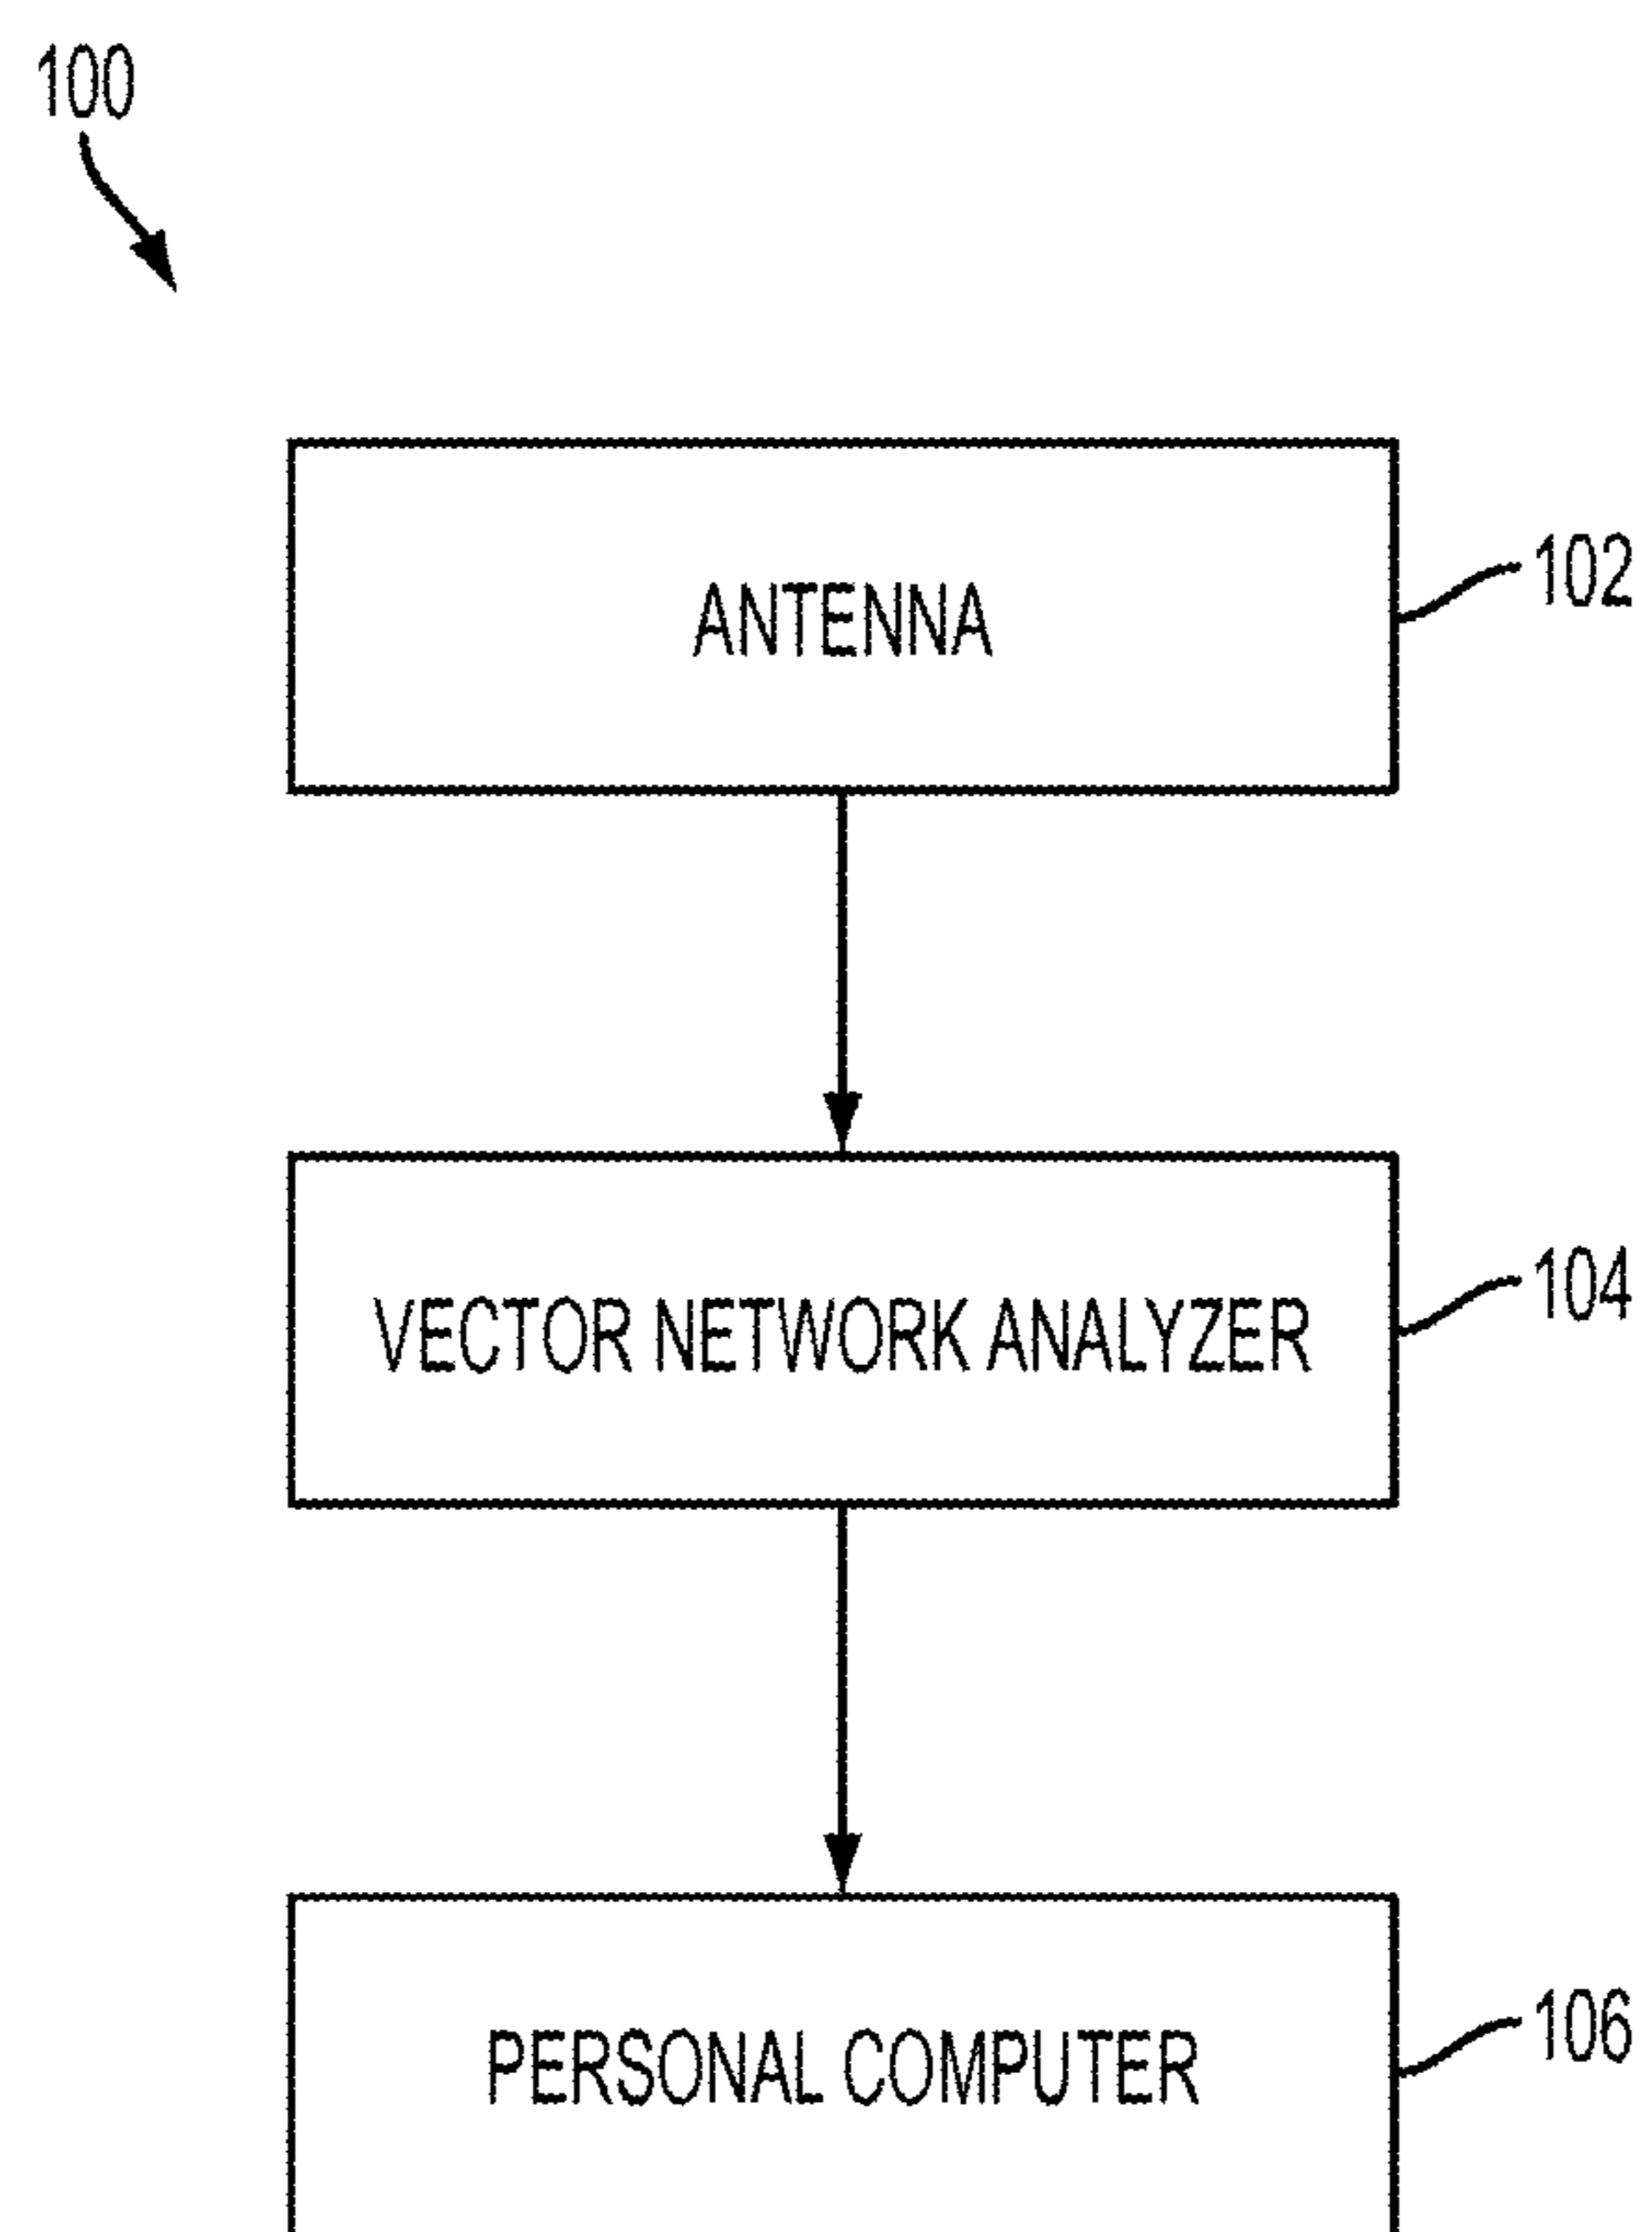 100
ANTENNA
102
VECTOR NETWORK ANALYZER
104
PERSONAL COMPUTER
106